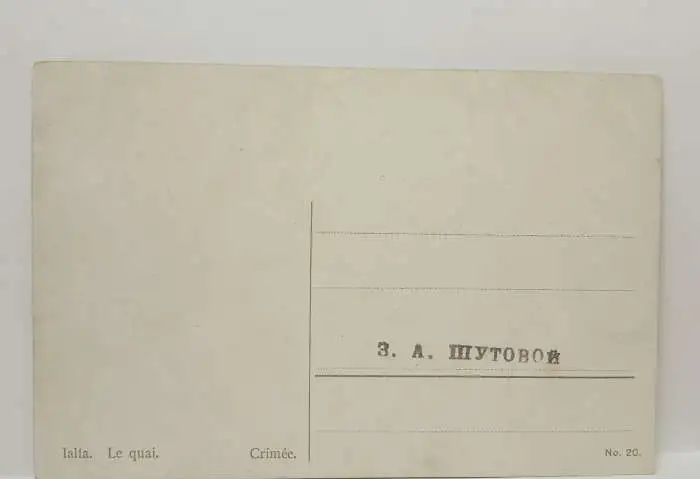 З. А. ШУТОВОЙ
Ialta. Le quai. Crimée. No. 20.